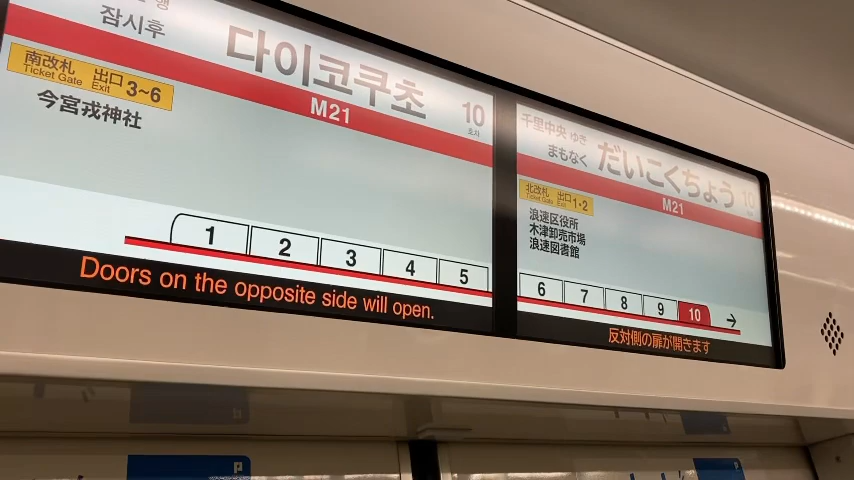 행
잠시후 다이코쿠초 10
호차
M21
南改札 出口 3~6
Ticket Gate Exit
今宮戎神社
1 2 3 4 5
Doors on the opposite side will open.
千里中央 ゆき
まもなく だいこくちょう 10
M21
北改札 出口 1・2
Ticket Gate Exit
浪速区役所
木津卸売市場
浪速図書館
6 7 8 9 10 →
反対側の扉が開きます